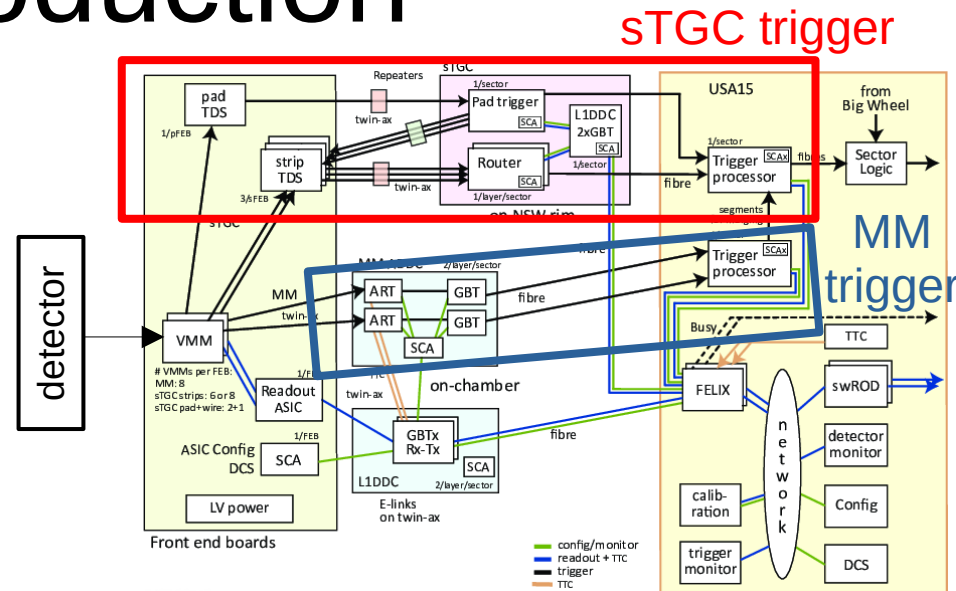 oduction
sTGC trigger
sTGC
Repeaters
1/sector
pad
TDS
Pad trigger
SCA
twin-ax
1/pFEB
L1DDC
2xGBT
SCA
1/sector
USA15
from
Big Wheel
1/sector
Trigger
processor
SCAx
fibres
Sector
Logic
strip
TDS
3/sFEB
twin-ax
Router
SCA
1/layer/sector
fibre
on NSW rim
segments
sTGC
MM
trigger
2/layer/sector
fibre
Trigger
processor
SCAx
detector
MM
twin-ax
ART
GBT
ART
GBT
SCA
fibre
VMM
Busy
TTC
# VMMs per FEB:
MM: 8
sTGC strips: 6 or 8
sTGC pad+wire: 2+1
Readout
ASIC
on-chamber
twin-ax
FELIX
swROD
network
GBTx
Rx-Tx
fibre
ASIC Config
DCS
1/FEB
SCA
SCA
L1DDC
2/layer/sector
detector
monitor
LV power
E-links
on twin-ax
calib-
ration
Config
Front end boards
config/monitor
readout + TTC
trigger
TTC
trigger
monitor
DCS